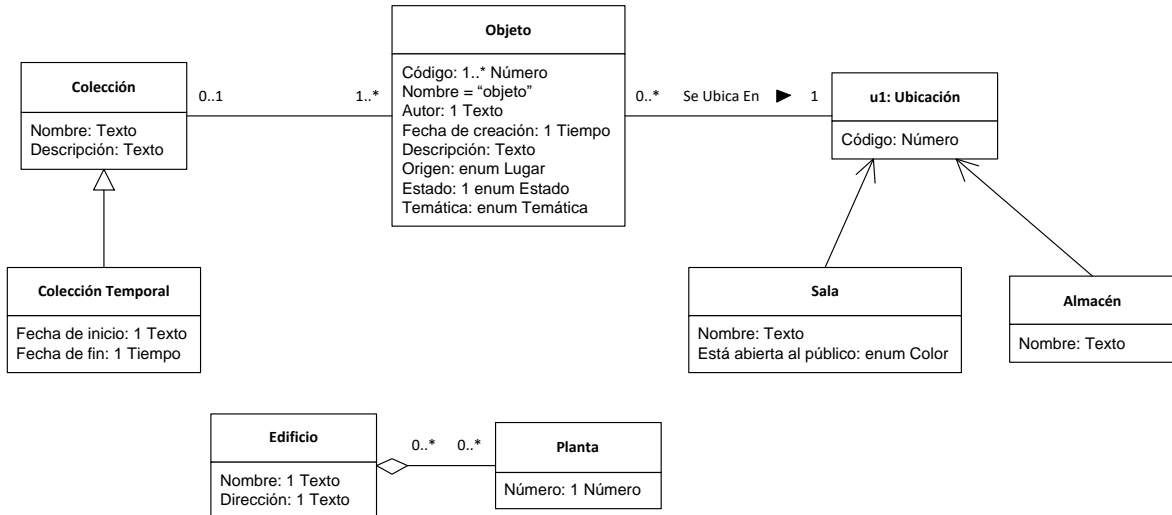 Objeto
Código: 1..* Número
Nombre = “objeto”
Autor: 1 Texto
Fecha de creación: 1 Tiempo
Descripción: Texto
Origen: enum Lugar
Estado: 1 enum Estado
Temática: enum Temática
Colección
Nombre: Texto
Descripción: Texto
0..1
1..*
0..*
Se Ubica En
1
u1: Ubicación
Código: Número
Colección Temporal
Fecha de inicio: 1 Texto
Fecha de fin: 1 Tiempo
Sala
Nombre: Texto
Está abierta al público: enum Color
Almacén
Nombre: Texto
Edificio
Nombre: 1 Texto
Dirección: 1 Texto
0..*
0..*
Planta
Número: 1 Número